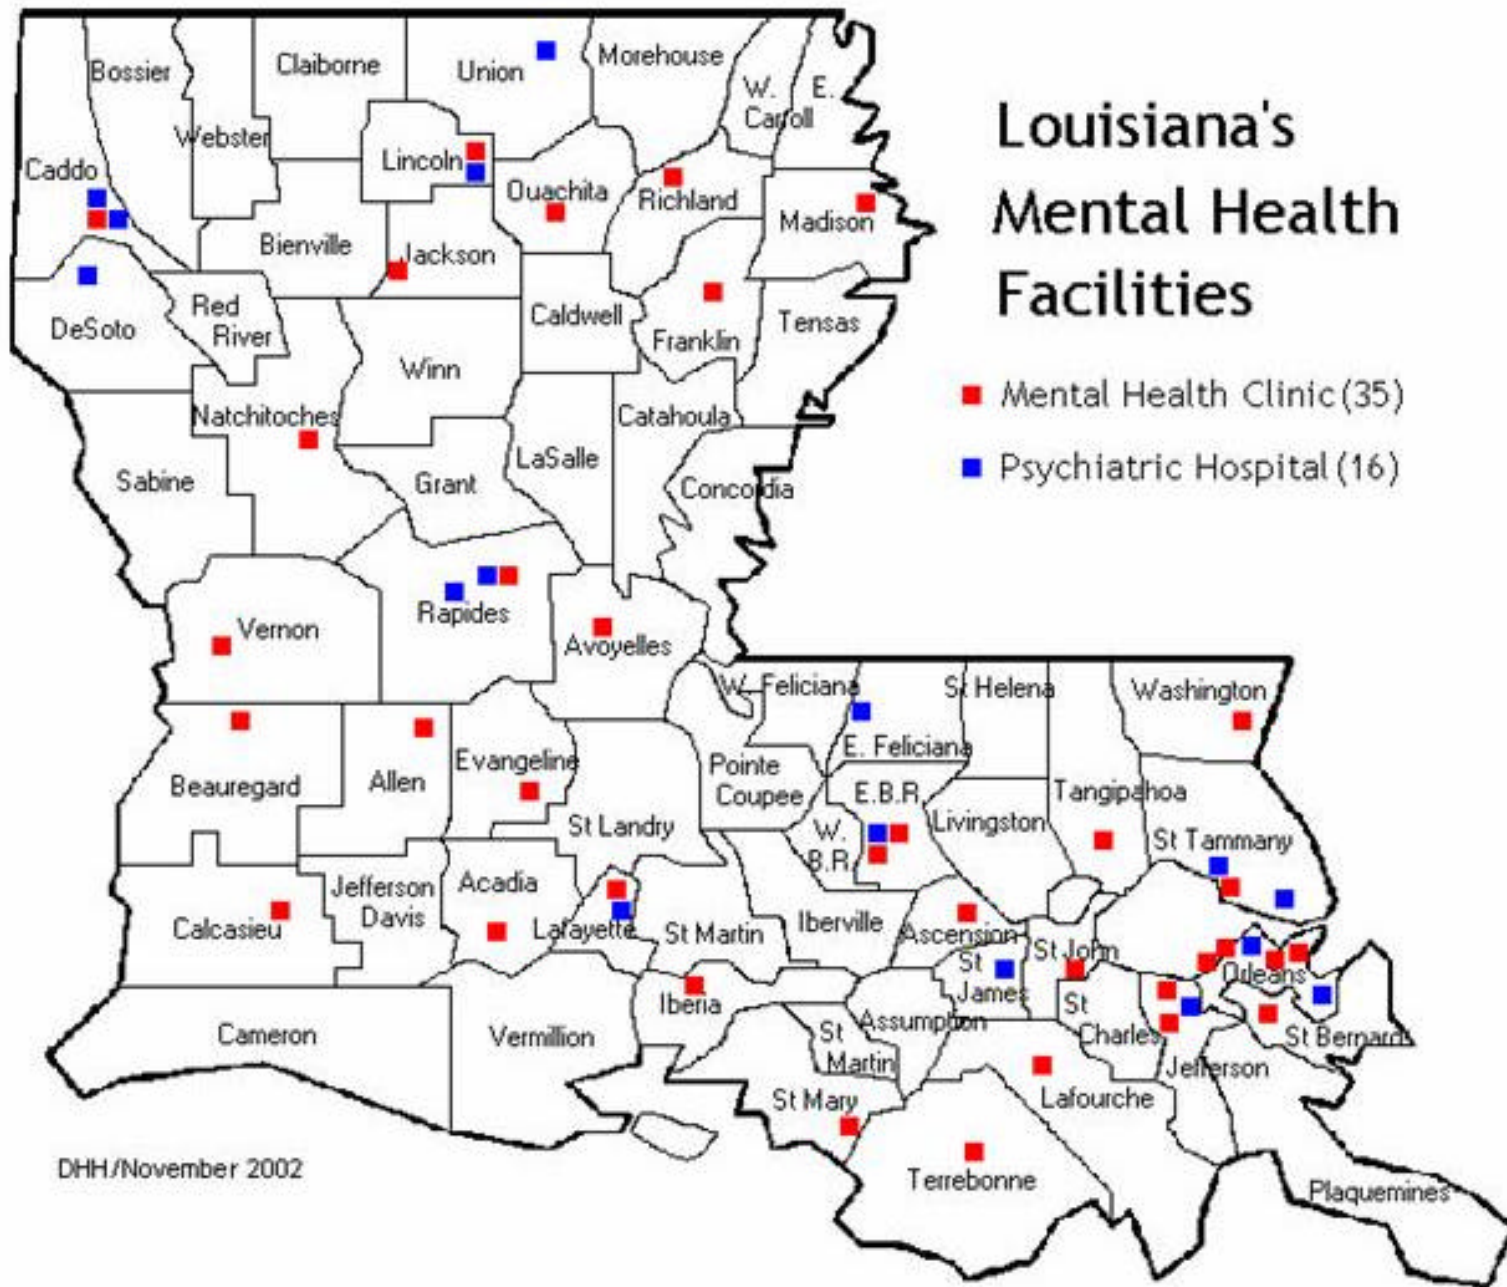 Louisiana's
Mental Health
Facilities
Mental Health Clinic (35)
Psychiatric Hospital (16)
Bossier
Claiborne
Union
Morehouse
W.
E.
Carroll
Webster
Caddo
Lincoln
Ouachita
Richland
Madison
Bienville
Jackson
Red
River
DeSoto
Caldwell
Franklin
Tensas
Winn
Natchitoches
Catahoula
Sabine
Grant
LaSalle
Concordia
Vernon
Rapides
Avoyelles
W. Feliciana
St Helena
Washington
E. Feliciana
Beauregard
Allen
Evangeline
Pointe
Coupee
E.B.R.
Tangipahoa
St Landry
W.
B.R.
Livingston
St Tammany
Jefferson
Davis
Acadia
Calcasieu
Lafayette
St Martin
Iberville
Ascension
St John
St
James
Orleans
Iberia
Cameron
Vermillion
St
Martin
Assumption
St
Charles
St Bernard
Jefferson
St Mary
Lafourche
Terrebonne
Plaquemines
DHH/November 2002